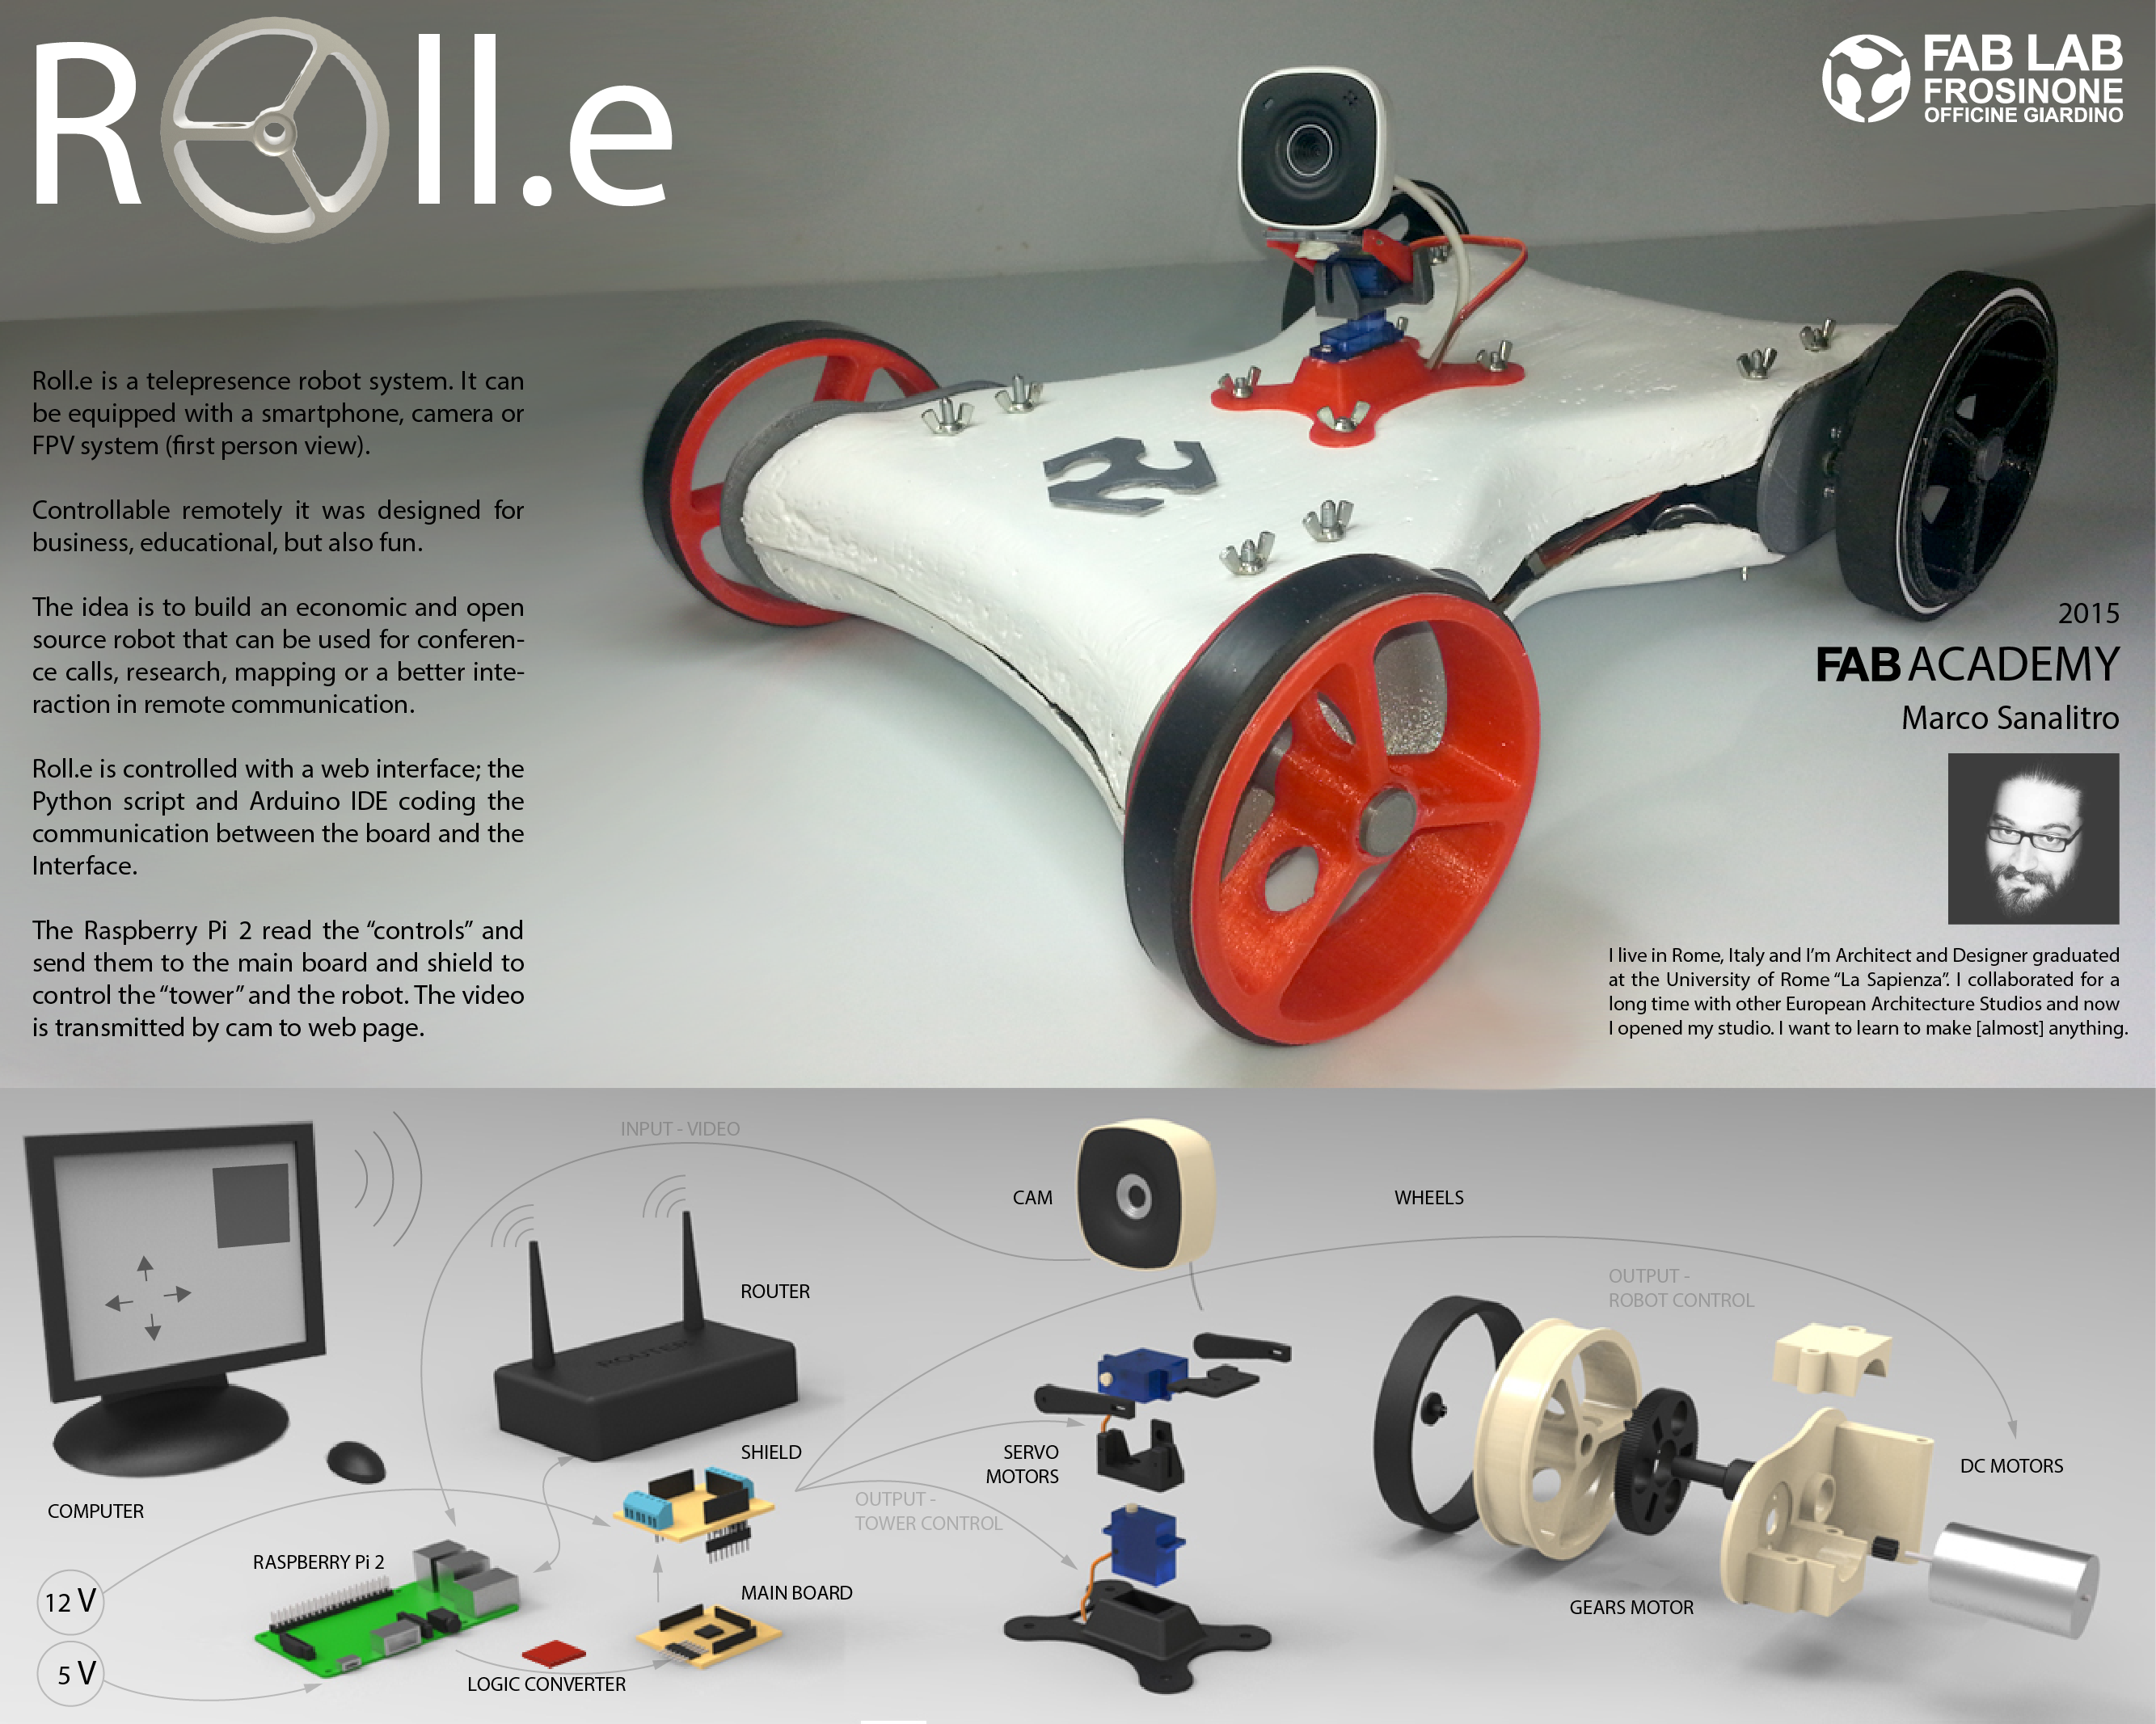 Roll.e
FAB LAB
FROSINONE
OFFICINE GIARDINO
Roll.e is a telepresence robot system. It can
be equipped with a smartphone, camera or
FPV system (first person view).
Controllable remotely it was designed for
business, educational, but also fun.
The idea is to build an economic and open
source robot that can be used for conferen-
ce calls, research, mapping or a better inte-
raction in remote communication.
Roll.e is controlled with a web interface; the
Python script and Arduino IDE coding the
communication between the board and the
Interface.
The Raspberry Pi 2 read the “controls” and
send them to the main board and shield to
control the “tower” and the robot. The video
is transmitted by cam to web page.
2015
FAB ACADEMY
Marco Sanalitro
I live in Rome, Italy and I’m Architect and Designer graduated
at the University of Rome “La Sapienza”. I collaborated for a
long time with other European Architecture Studios and now
I opened my studio. I want to learn to make [almost] anything.
INPUT - VIDEO
CAM
WHEELS
ROUTER
OUTPUT -
ROBOT CONTROL
ROUTER
SHIELD
SERVO
MOTORS
DC MOTORS
OUTPUT -
TOWER CONTROL
COMPUTER
RASPBERRY Pi 2
12 V
MAIN BOARD
GEARS MOTOR
5 V
LOGIC CONVERTER